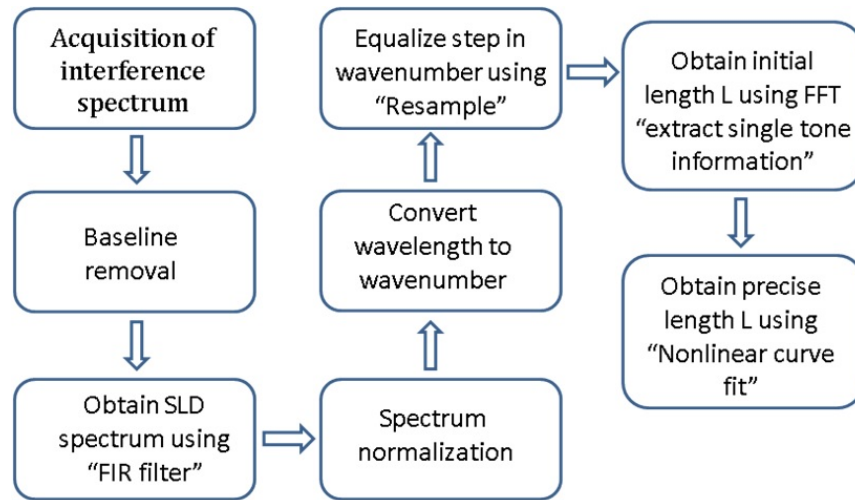 Acquisition of
interference
spectrum
Baseline
removal
Obtain SLD
spectrum using
“FIR filter”
Spectrum
normalization
Convert
wavelength to
wavenumber
Equalize step in
wavenumber using
“Resample”
Obtain initial
length L using FFT
“extract single tone
information”
Obtain precise
length L using
“Nonlinear curve
fit”